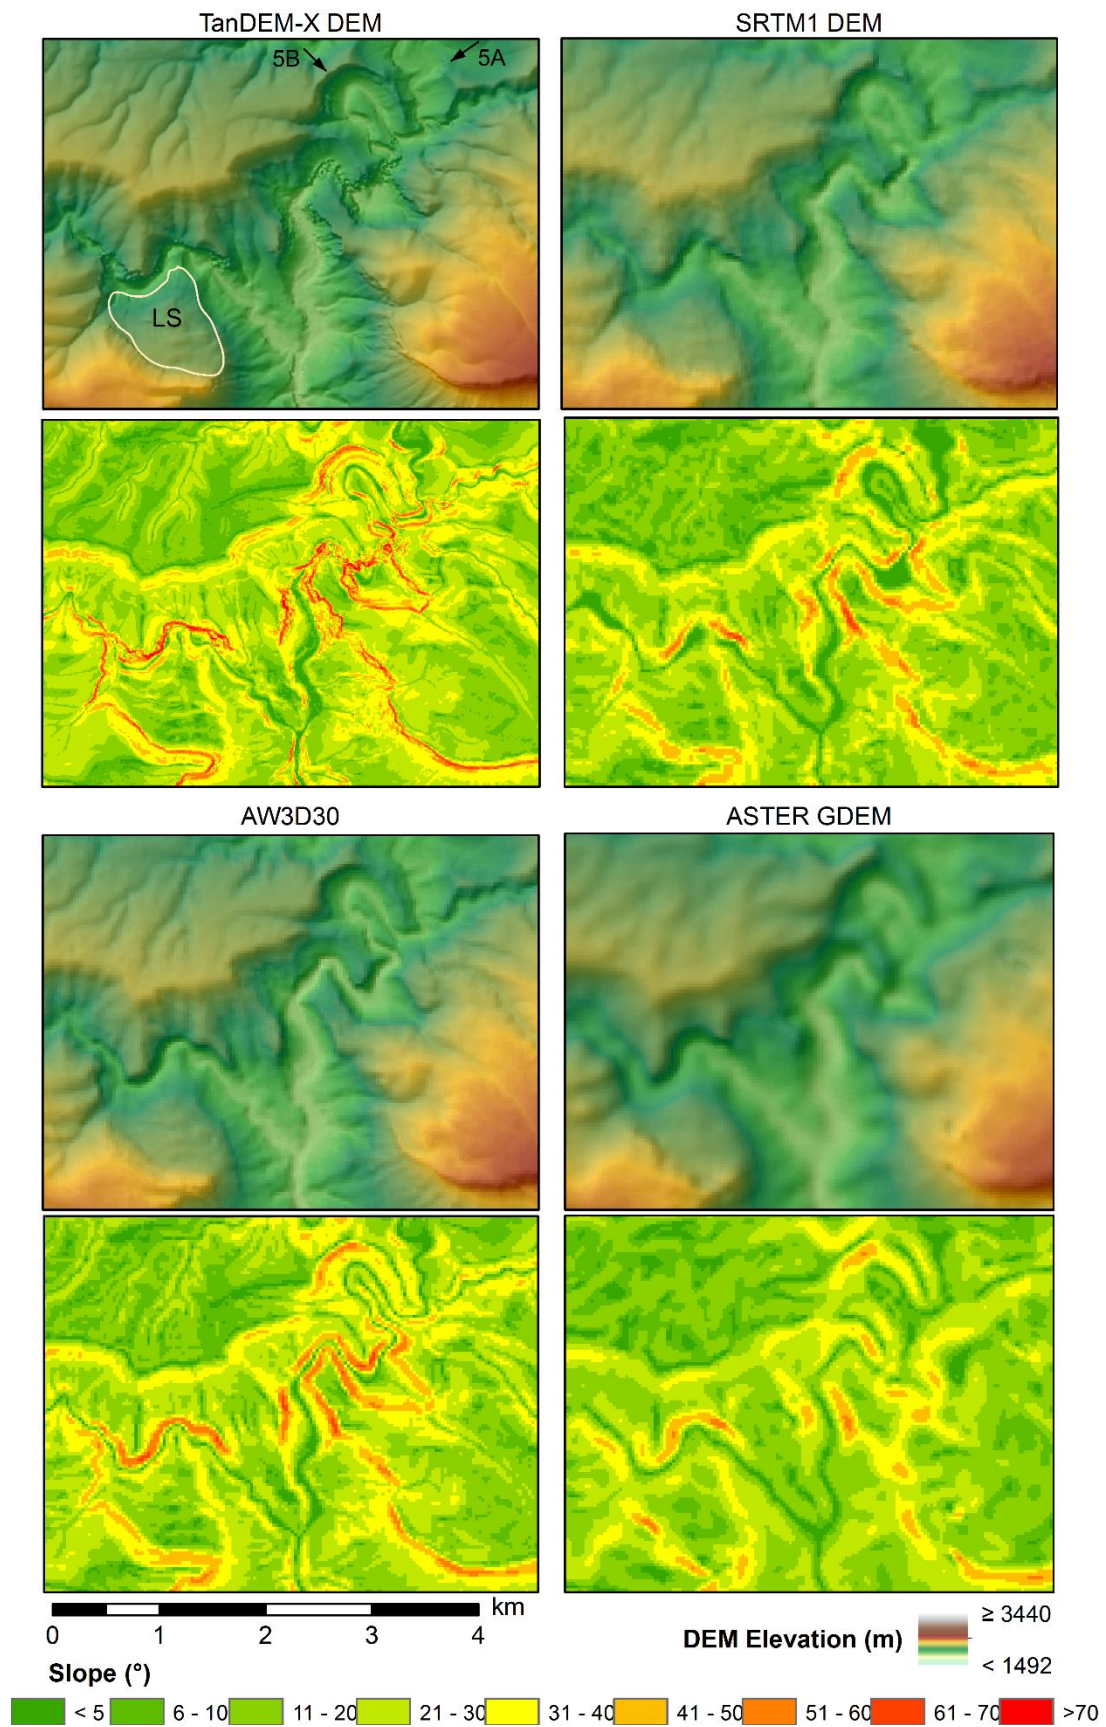 TanDEM-X DEM
SRTM1 DEM
5B
5A
LS
AW3D30
ASTER GDEM
km
0 1 2 3 4
DEM Elevation (m)
≥ 3440
< 1492
Slope (°)
< 5 6 - 10 11 - 20 21 - 30 31 - 40 41 - 50 51 - 60 61 - 70 >70